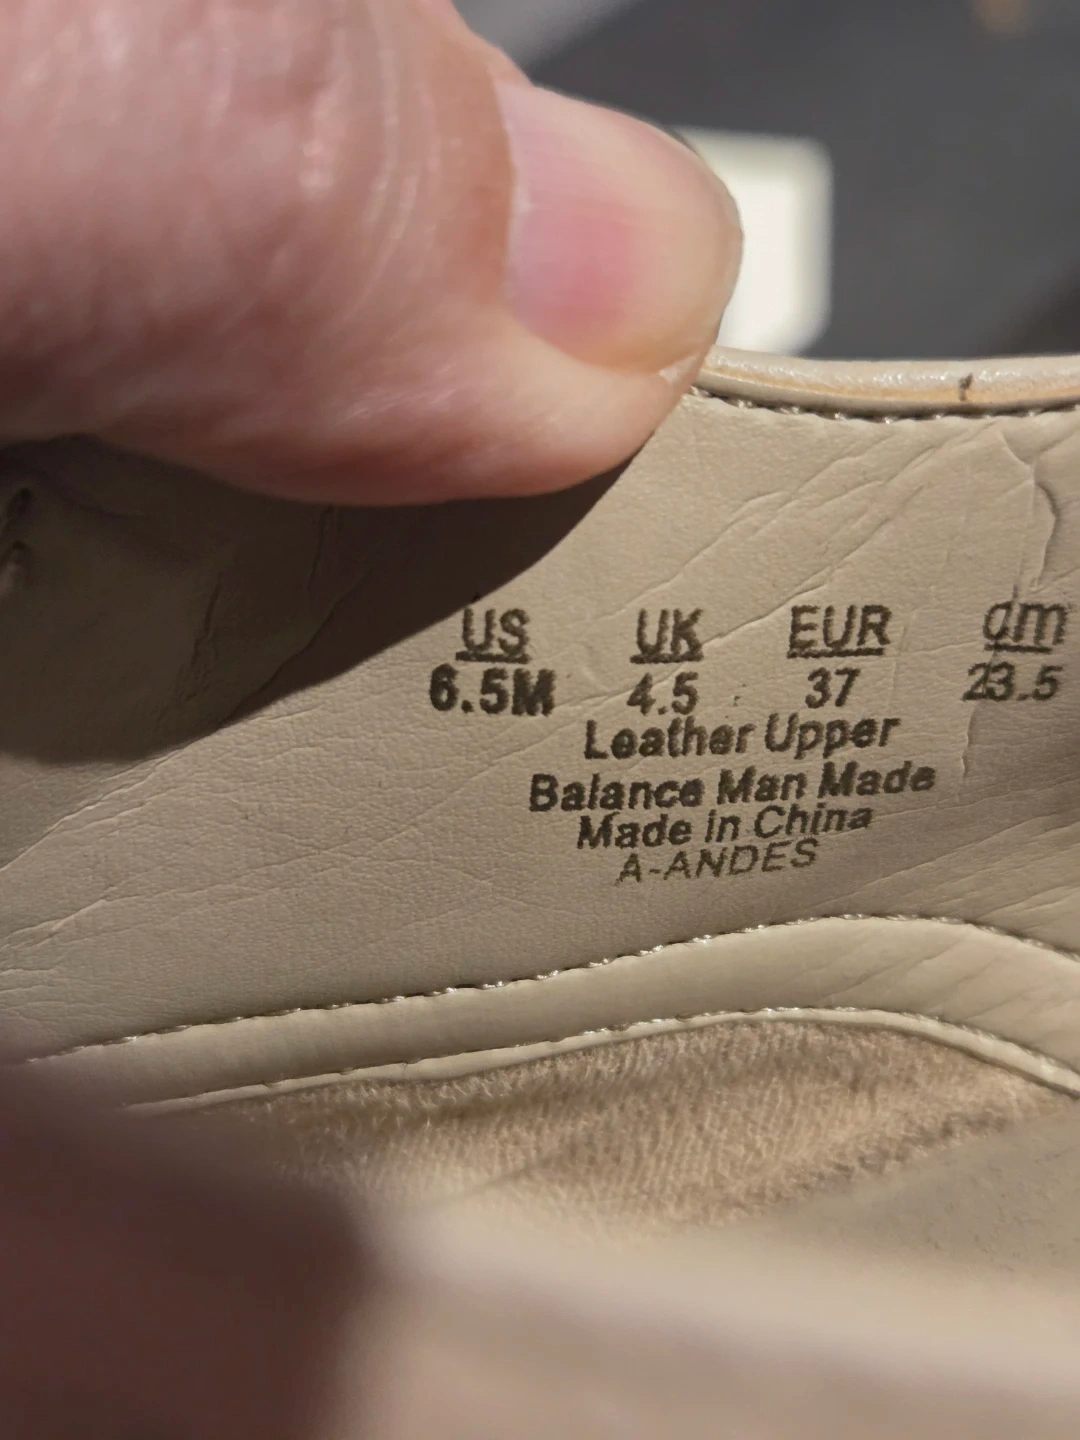 US UK EUR cm
6.5M 4.5 37 23.5
Leather Upper
Balance Man Made
Made in China
A-ANDES